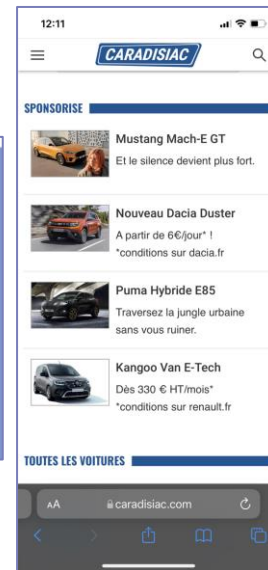 12:11
CARADISIAC
SPONSORISE
Mustang Mach-E GT
Et le silence devient plus fort.
Nouveau Dacia Duster
A partir de 6€/jour* !
*conditions sur dacia.fr
Puma Hybride E85
Traversez la jungle urbaine
sans vous ruiner.
Kangoo Van E-Tech
Dès 330 € HT/mois*
*conditions sur renault.fr
TOUTES LES VOITURES
AA caradisiac.com